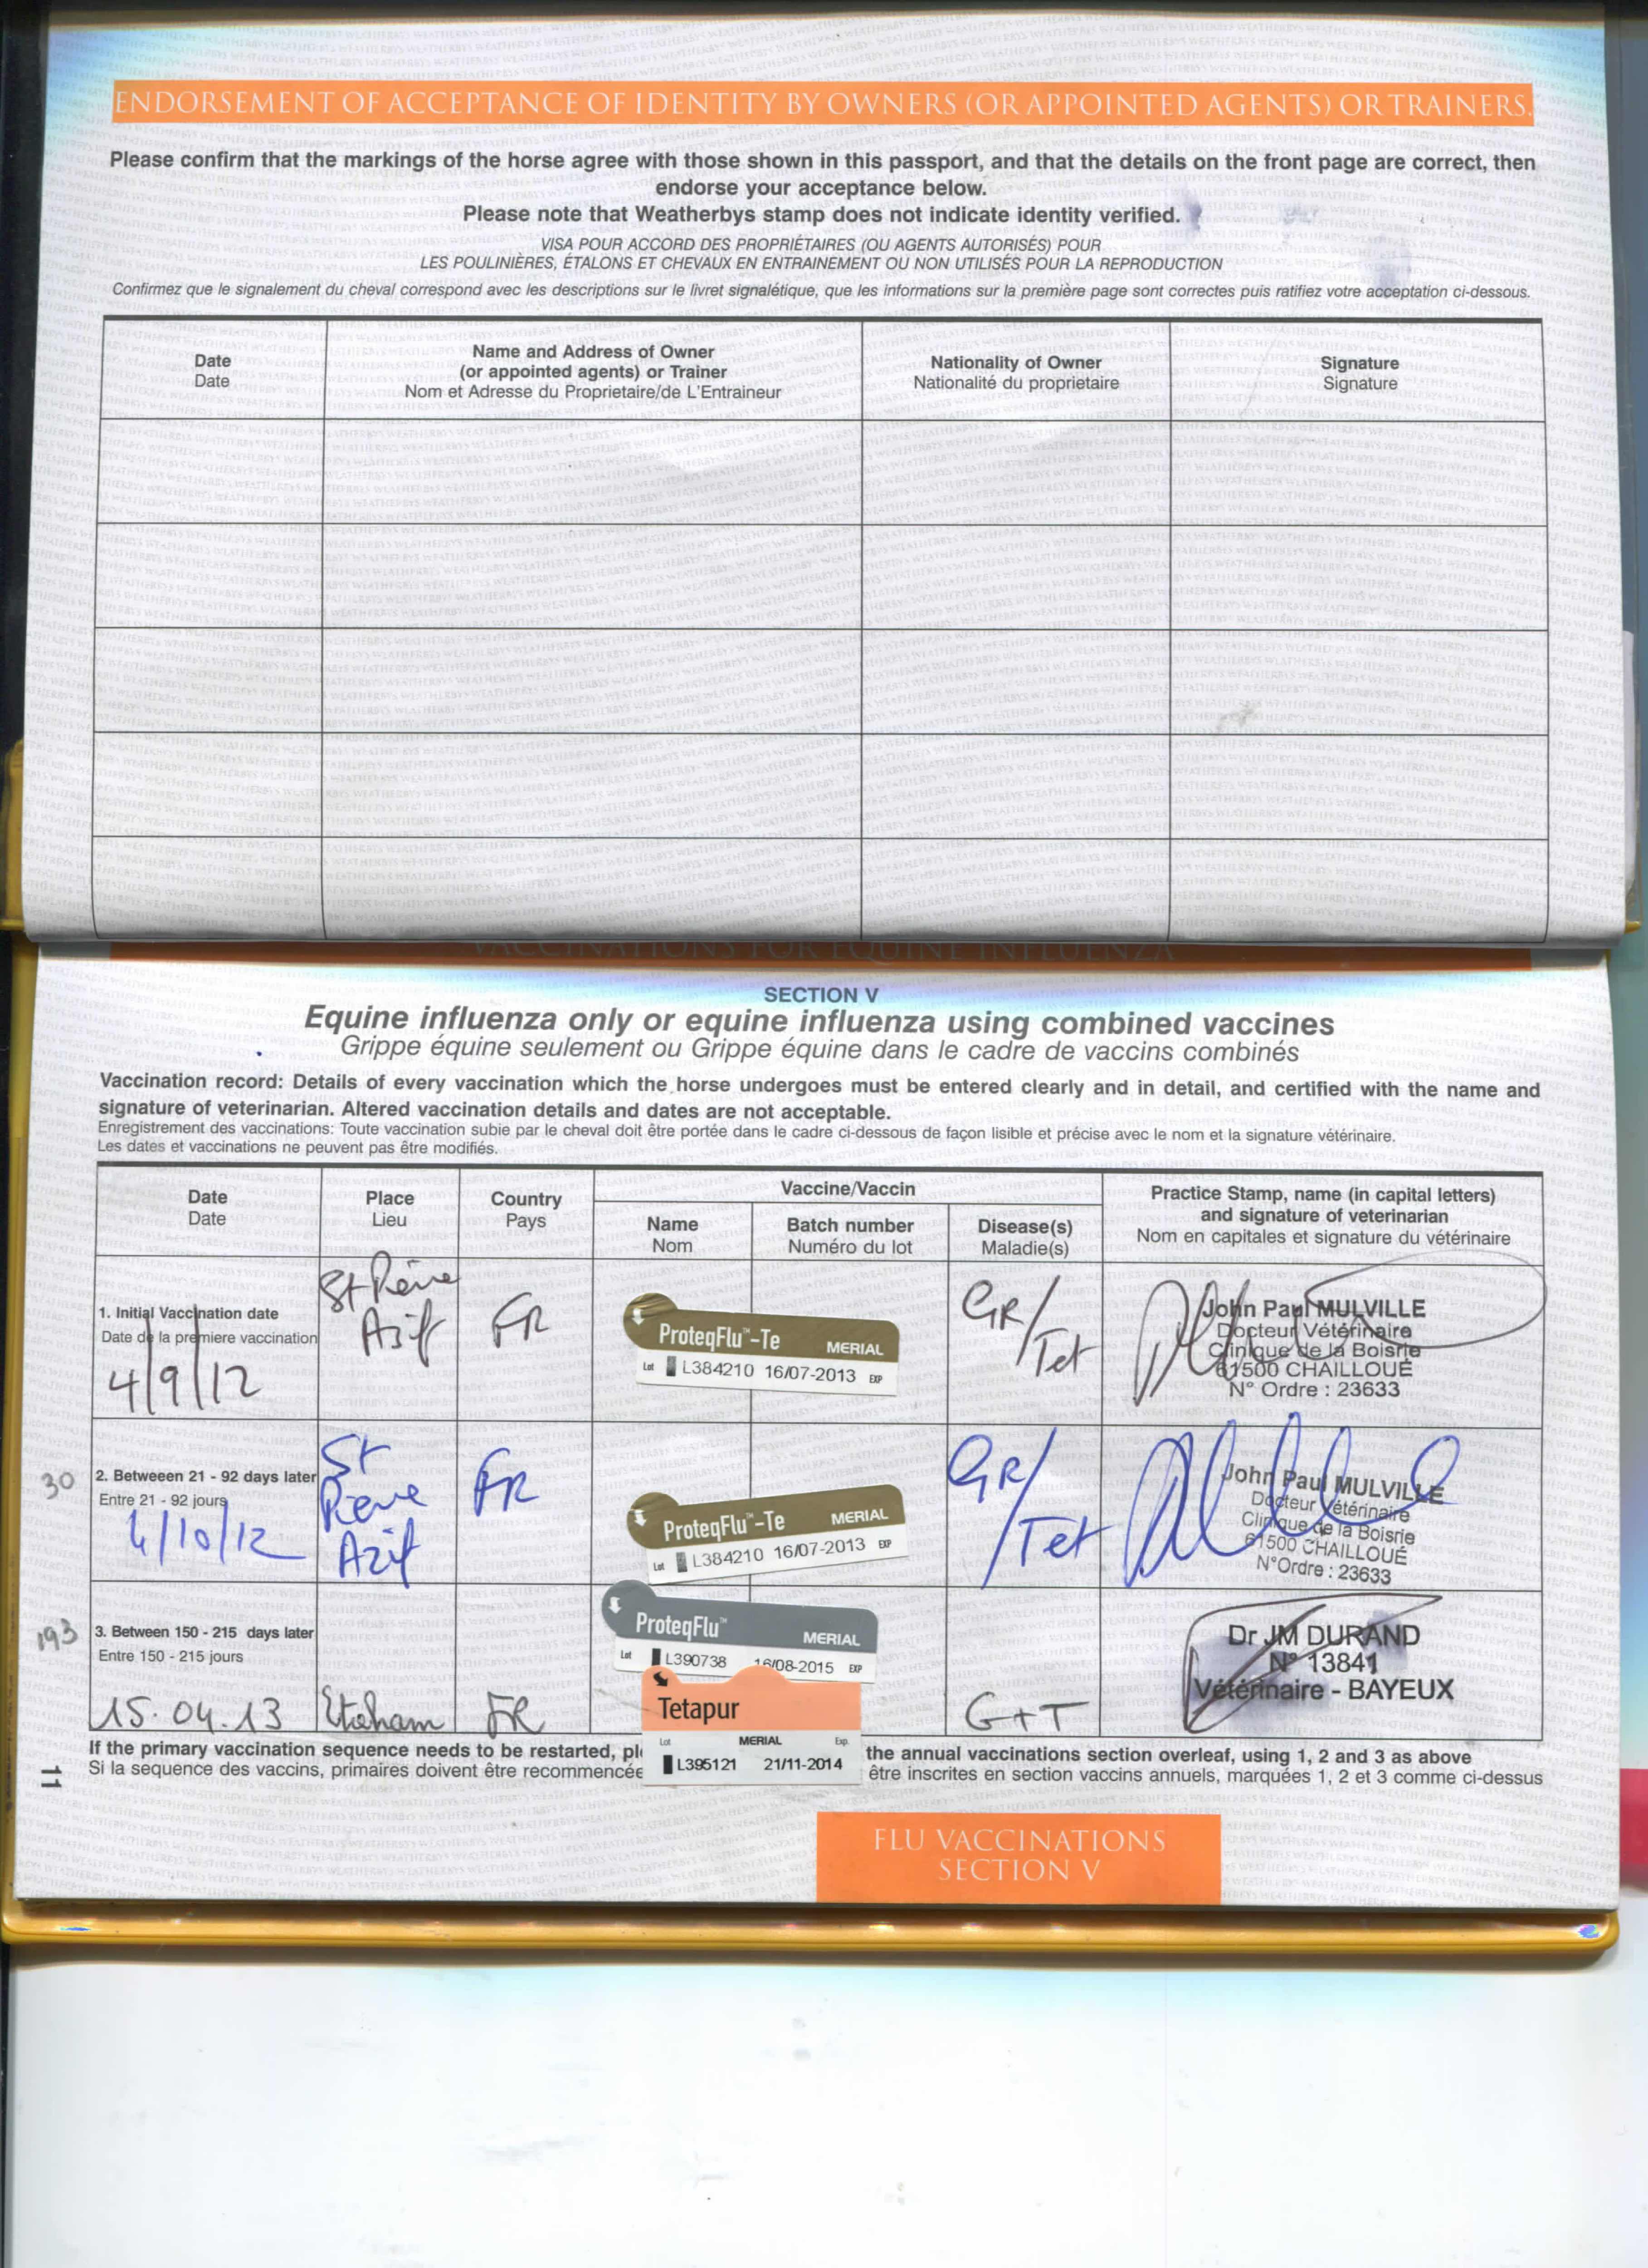 ENDORSEMENT OF ACCEPTANCE OF IDENTITY BY OWNERS (OR APPOINTED AGENTS) OR TRAINERS.
Please confirm that the markings of the horse agree with those shown in this passport, and that the details on the front page are correct, then
endorse your acceptance below.
Please note that Weatherbys stamp does not indicate identity verified.
VISA POUR ACCORD DES PROPRIÉTAIRES (OU AGENTS AUTORISÉS) POUR
LES POULINIÈRES, ÉTALONS ET CHEVAUX EN ENTRAINEMENT OU NON UTILISÉS POUR LA REPRODUCTION
Confirmez que le signalement du cheval correspond avec les descriptions sur le livret signalétique, que les informations sur la première page sont correctes puis ratifiez votre acceptation ci-dessous.
Date
Date
Name and Address of Owner
(or appointed agents) or Trainer
Nom et Adresse du Proprietaire/de L'Entraineur
Nationality of Owner
Nationalité du proprietaire
Signature
Signature
VACCINATIONS FOR EQUINE INFLUENZA
SECTION V
Equine influenza only or equine influenza using combined vaccines
Grippe équine seulement ou Grippe équine dans le cadre de vaccins combinés
Vaccination record: Details of every vaccination which the horse undergoes must be entered clearly and in detail, and certified with the name and
signature of veterinarian. Altered vaccination details and dates are not acceptable.
Enregistrement des vaccinations: Toute vaccination subie par le cheval doit être portée dans le cadre ci-dessous de façon lisible et précise avec le nom et la signature vétérinaire.
Les dates et vaccinations ne peuvent pas être modifiés.
Date
Date
Place
Lieu
Country
Pays
Vaccine/Vaccin
Name
Nom
Batch number
Numéro du lot
Disease(s)
Maladie(s)
Practice Stamp, name (in capital letters)
and signature of veterinarian
Nom en capitales et signature du vétérinaire
1. Initial Vaccination date
Date de la premiere vaccination
4/9/12
St Pierre
Azif
FR
ProteqFlu™-Te
MERIAL
Lot L384210 16/07-2013 EXP
GR/
Tet
John Paul MULVILLE
Docteur Vétérinaire
Clinique de la Boisrie
61500 CHAILLOUÉ
N° Ordre : 23633
30
2. Betweeen 21 - 92 days later
Entre 21 - 92 jours
4/10/12
St
Pierre
Azif
FR
ProteqFlu™-Te
MERIAL
Lot L384210 16/07-2013 EXP
GR/
Tet
John Paul MULVILLE
Docteur Vétérinaire
Clinique de la Boisrie
61500 CHAILLOUÉ
N°Ordre : 23633
193
3. Between 150 - 215 days later
Entre 150 - 215 jours
15.04.13
Etreham
FR
ProteqFlu™
MERIAL
Lot L390738 16/08-2015 EXP
Tetapur
Lot MERIAL Exp.
L395121 21/11-2014
G+T
Dr JM DURAND
N° 13841
Vétérinaire - BAYEUX
If the primary vaccination sequence needs to be restarted, the annual vaccinations section overleaf, using 1, 2 and 3 as above
Si la sequence des vaccins, primaires doivent être recommencée être inscrites en section vaccins annuels, marquées 1, 2 et 3 comme ci-dessus
11
FLU VACCINATIONS
SECTION V